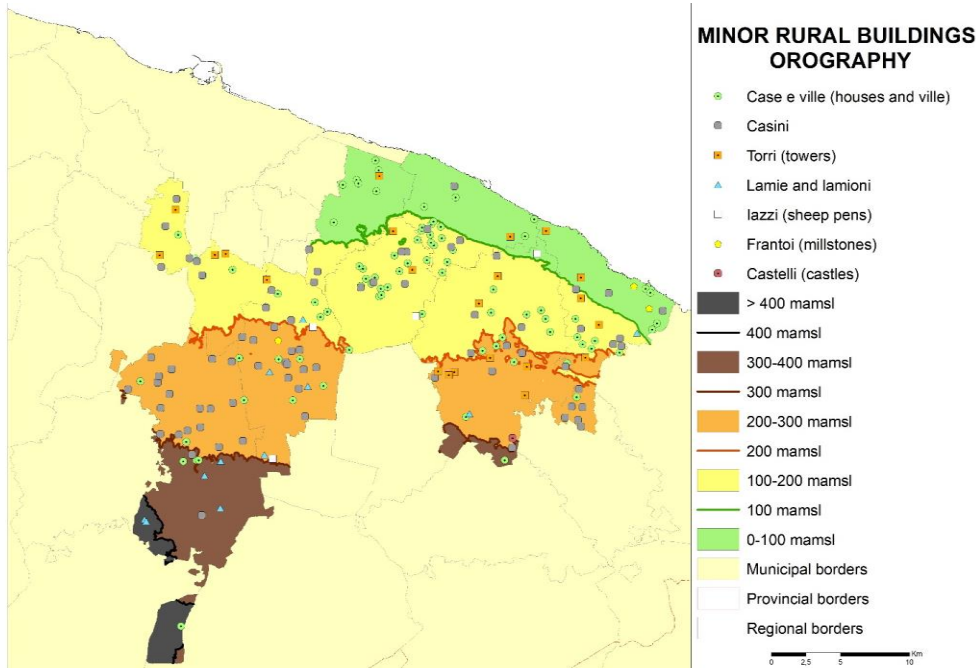 MINOR RURAL BUILDINGS
OROGRAPHY
Case e ville (houses and ville)
Casini
Torri (towers)
Lamie and lamioni
Iazzi (sheep pens)
Frantoi (millstones)
Castelli (castles)
> 400 mamsl
400 mamsl
300-400 mamsl
300 mamsl
200-300 mamsl
200 mamsl
100-200 mamsl
100 mamsl
0-100 mamsl
Municipal borders
Provincial borders
Regional borders
Km
0 2,5 5 10